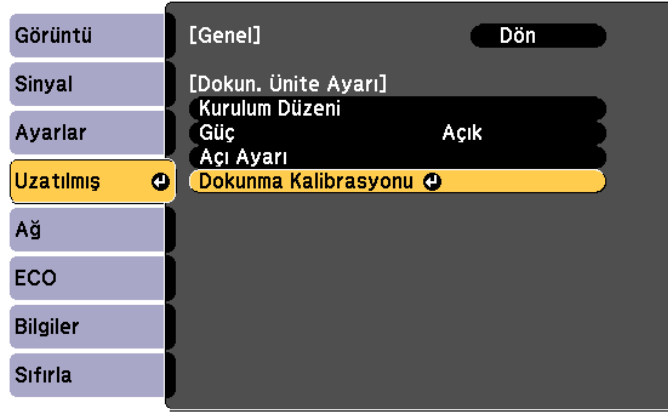 Görüntü
Sinyal
Ayarlar
Uzatılmış
Ağ
ECO
Bilgiler
Sıfırla
[Genel] Dön
[Dokun. Ünite Ayarı]
Kurulum Düzeni
Güç Açık
Açı Ayarı
Dokunma Kalibrasyonu